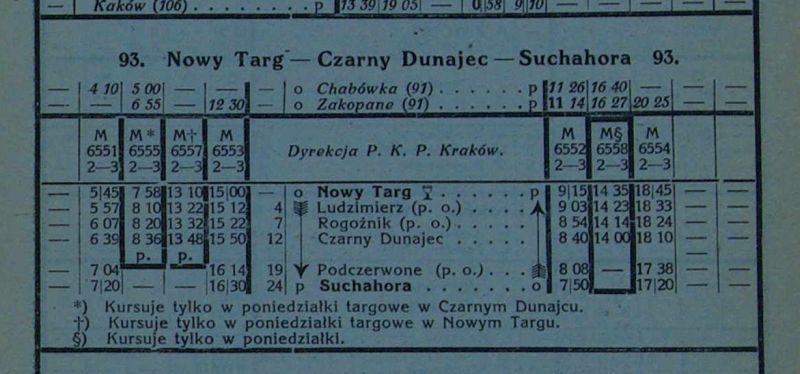 — Kaków (106) . . . . . . . . p 13 39 19 05 — 0 58 9 10 — —
93. Nowy Targ — Czarny Dunajec — Suchahora 93.
— 4 10 5 00 — — — o Chabówka (91) . . . . . . p 11 26 16 40 — — —
— — 6 55 — 12 30 — o Zakopane (91) . . . . . . p 11 14 16 27 20 25 — —
M M* M† M M M§ M
6551 6555 6557 6553 Dyrekcja P. K. P. Kraków. 6552 6558 6554
2—3 2—3 2—3 2—3 2—3 2—3 2—3
— 5 45 7 58 13 10 15 00 — o Nowy Targ . . . . . . p 9 15 14 35 18 45 — —
— 5 57 8 10 13 22 15 12 4 Ludzimierz (p. o.) . . . . 9 03 14 23 18 33 — —
— 6 07 8 20 13 32 15 22 7 Rogoźnik (p. o.) . . . . 8 54 14 14 18 24 — —
— 6 39 8 36 13 48 15 50 12 Czarny Dunajec . . . . . 8 40 14 00 18 10 — —
p. p. — —
— 7 04 16 14 19 Podczerwone (p. o.) . . . 8 08 — 17 38 — —
— 7 20 — — 16 30 24 p Suchahora . . . . . . . o 7 50 17 20 — —
*) Kursuje tylko w poniedziałki targowe w Czarnym Dunajcu.
†) Kursuje tylko w poniedziałki targowe w Nowym Targu.
§) Kursuje tylko w poniedziałki.